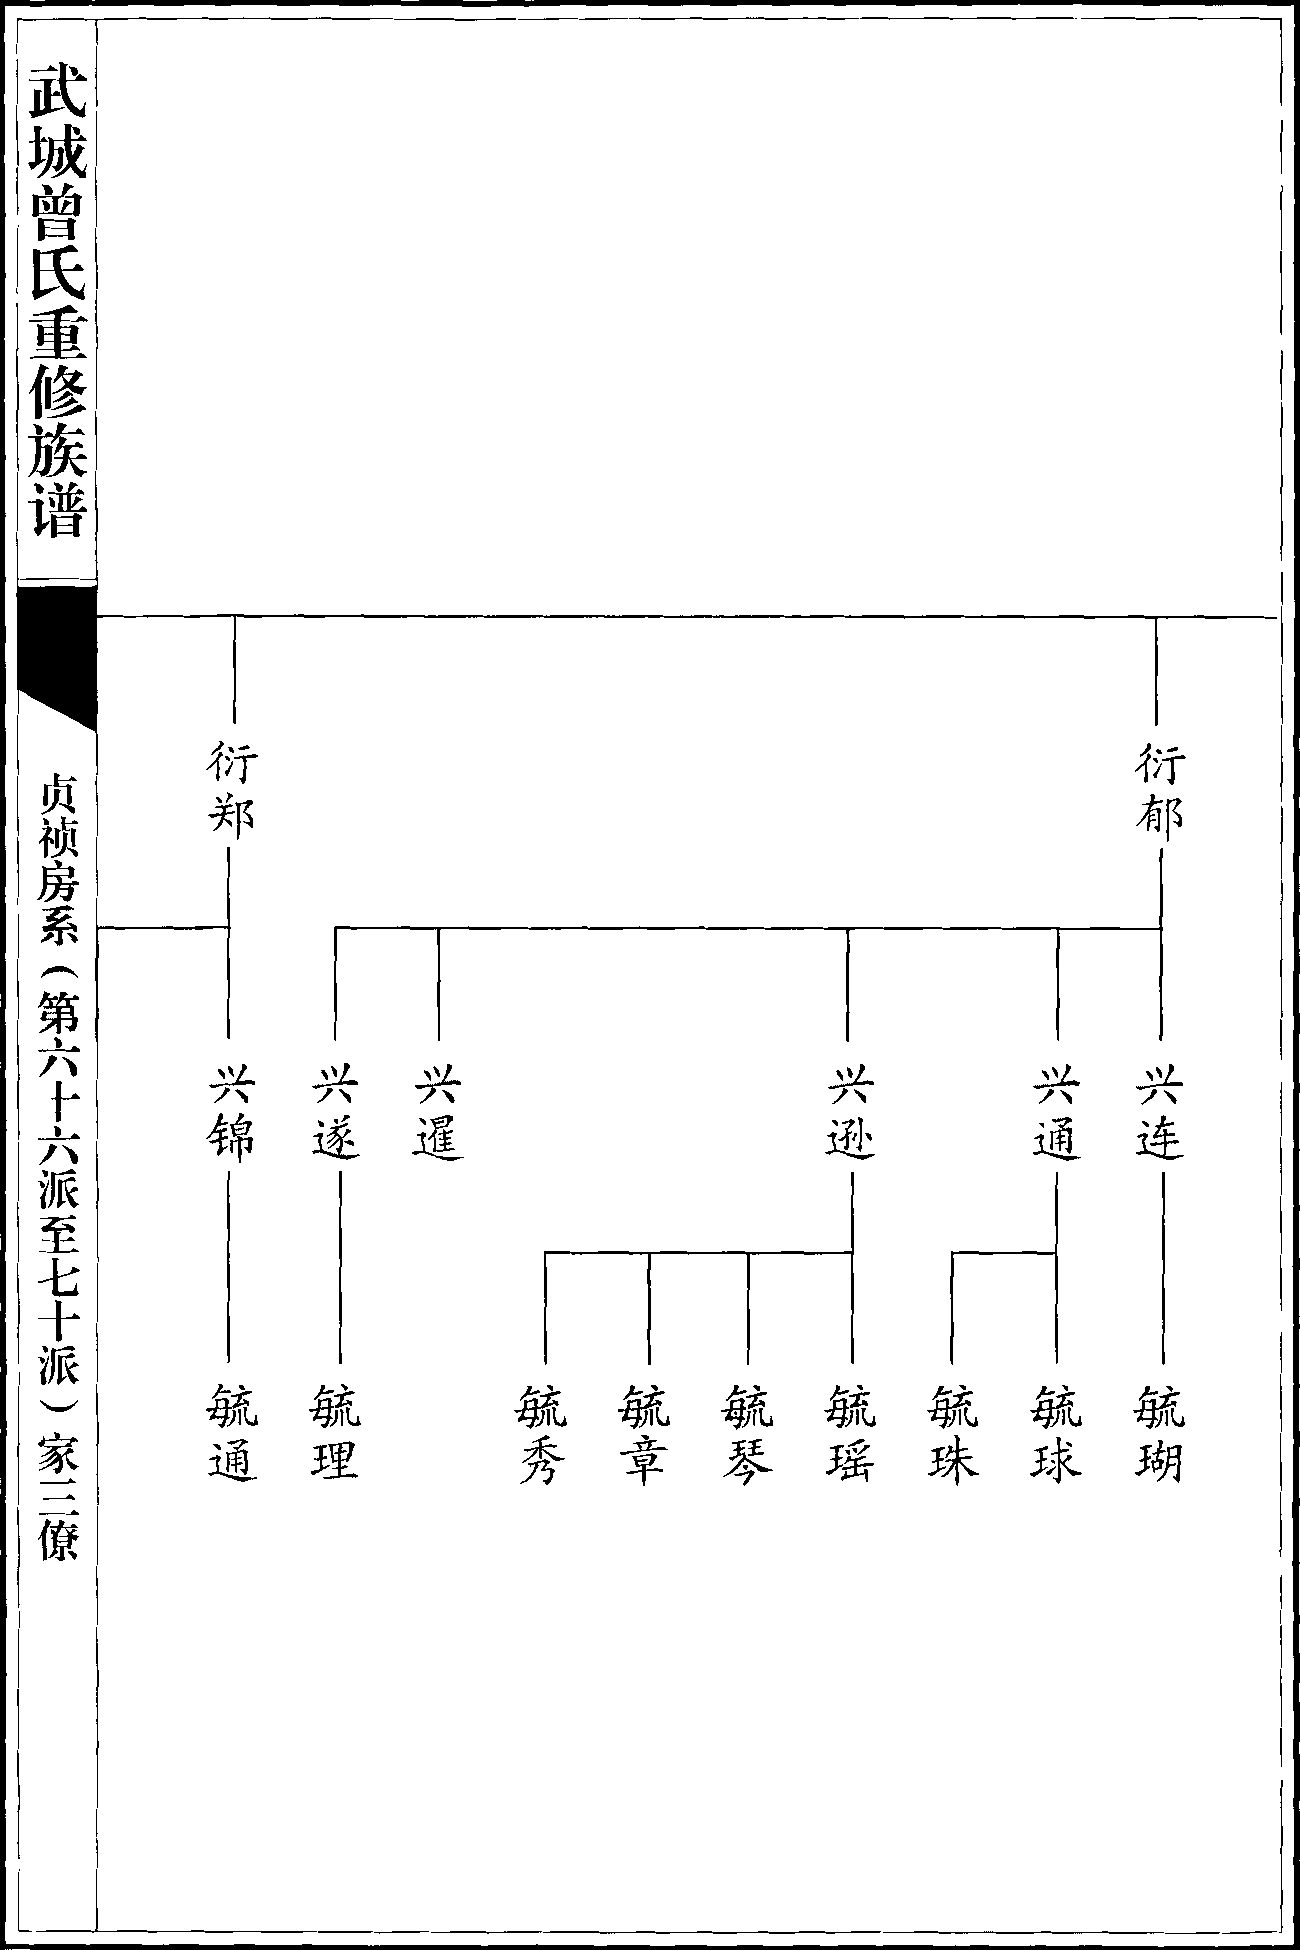 武城曾氏重修族谱
贞祯房系（第六十六派至七十派）家三僚
衍郁
衍郑
兴连
兴通
兴逊
兴暹
兴遂
兴锦
毓瑚
毓球
毓珠
毓瑶
毓琴
毓章
毓秀
毓理
毓通